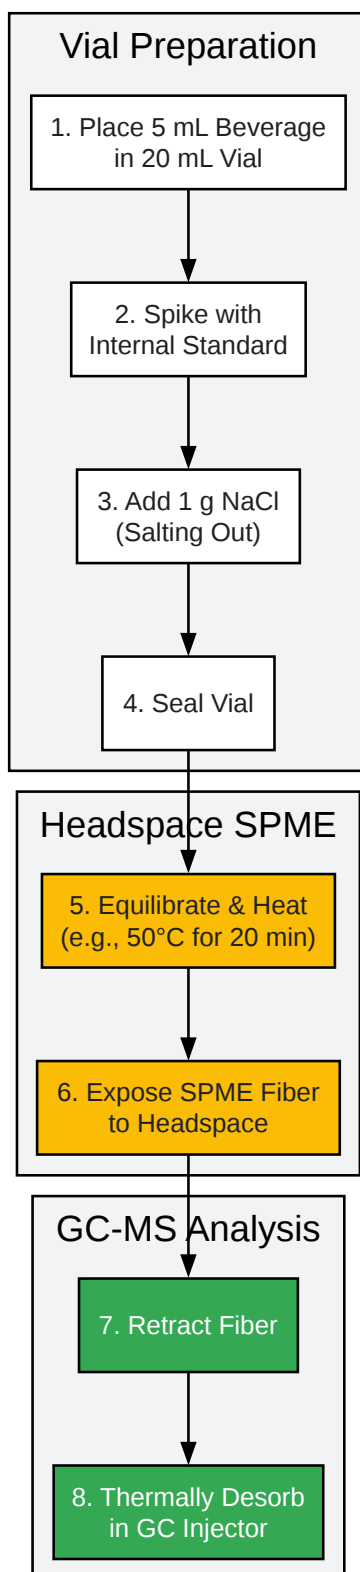 Vial Preparation
1. Place 5 mL Beverage
in 20 mL Vial
2. Spike with
Internal Standard
3. Add 1 g NaCl
(Salting Out)
4. Seal Vial
Headspace SPME
5. Equilibrate & Heat
(e.g., 50°C for 20 min)
6. Expose SPME Fiber
to Headspace
GC-MS Analysis
7. Retract Fiber
8. Thermally Desorb
in GC Injector